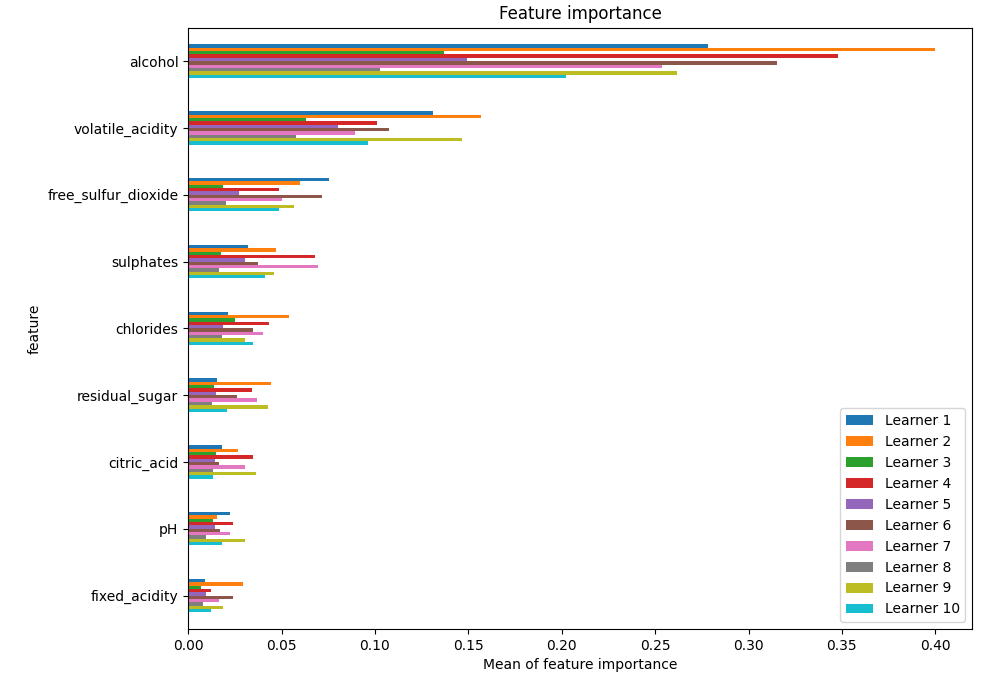 Feature importance
alcohol
volatile_acidity
free_sulfur_dioxide
sulphates
chlorides
residual_sugar
citric_acid
pH
fixed_acidity
feature
Learner 1
Learner 2
Learner 3
Learner 4
Learner 5
Learner 6
Learner 7
Learner 8
Learner 9
Learner 10
0.00 0.05 0.10 0.15 0.20 0.25 0.30 0.35 0.40
Mean of feature importance